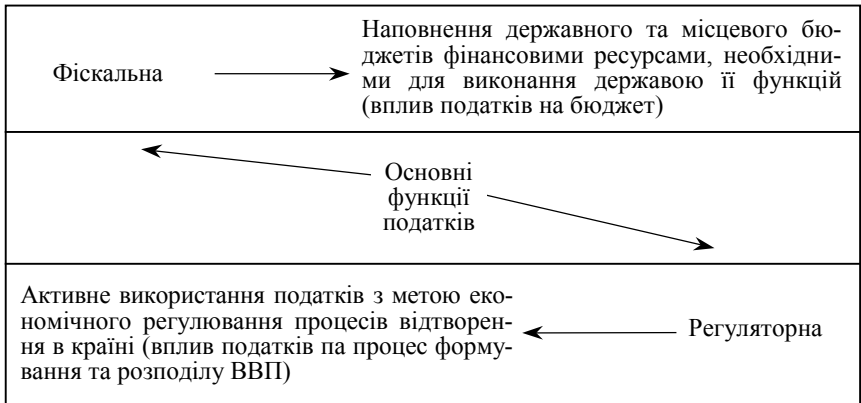 Фіскальна
Наповнення державного та місцевого бю-
джетів фінансовими ресурсами, необхідни-
ми для виконання державою її функцій
(вплив податків на бюджет)
Основні
функції
податків
Активне використання податків з метою еко-
номічного регулювання процесів відтворен-
ня в країні (вплив податків па процес форму-
вання та розподілу ВВП)
Регуляторна